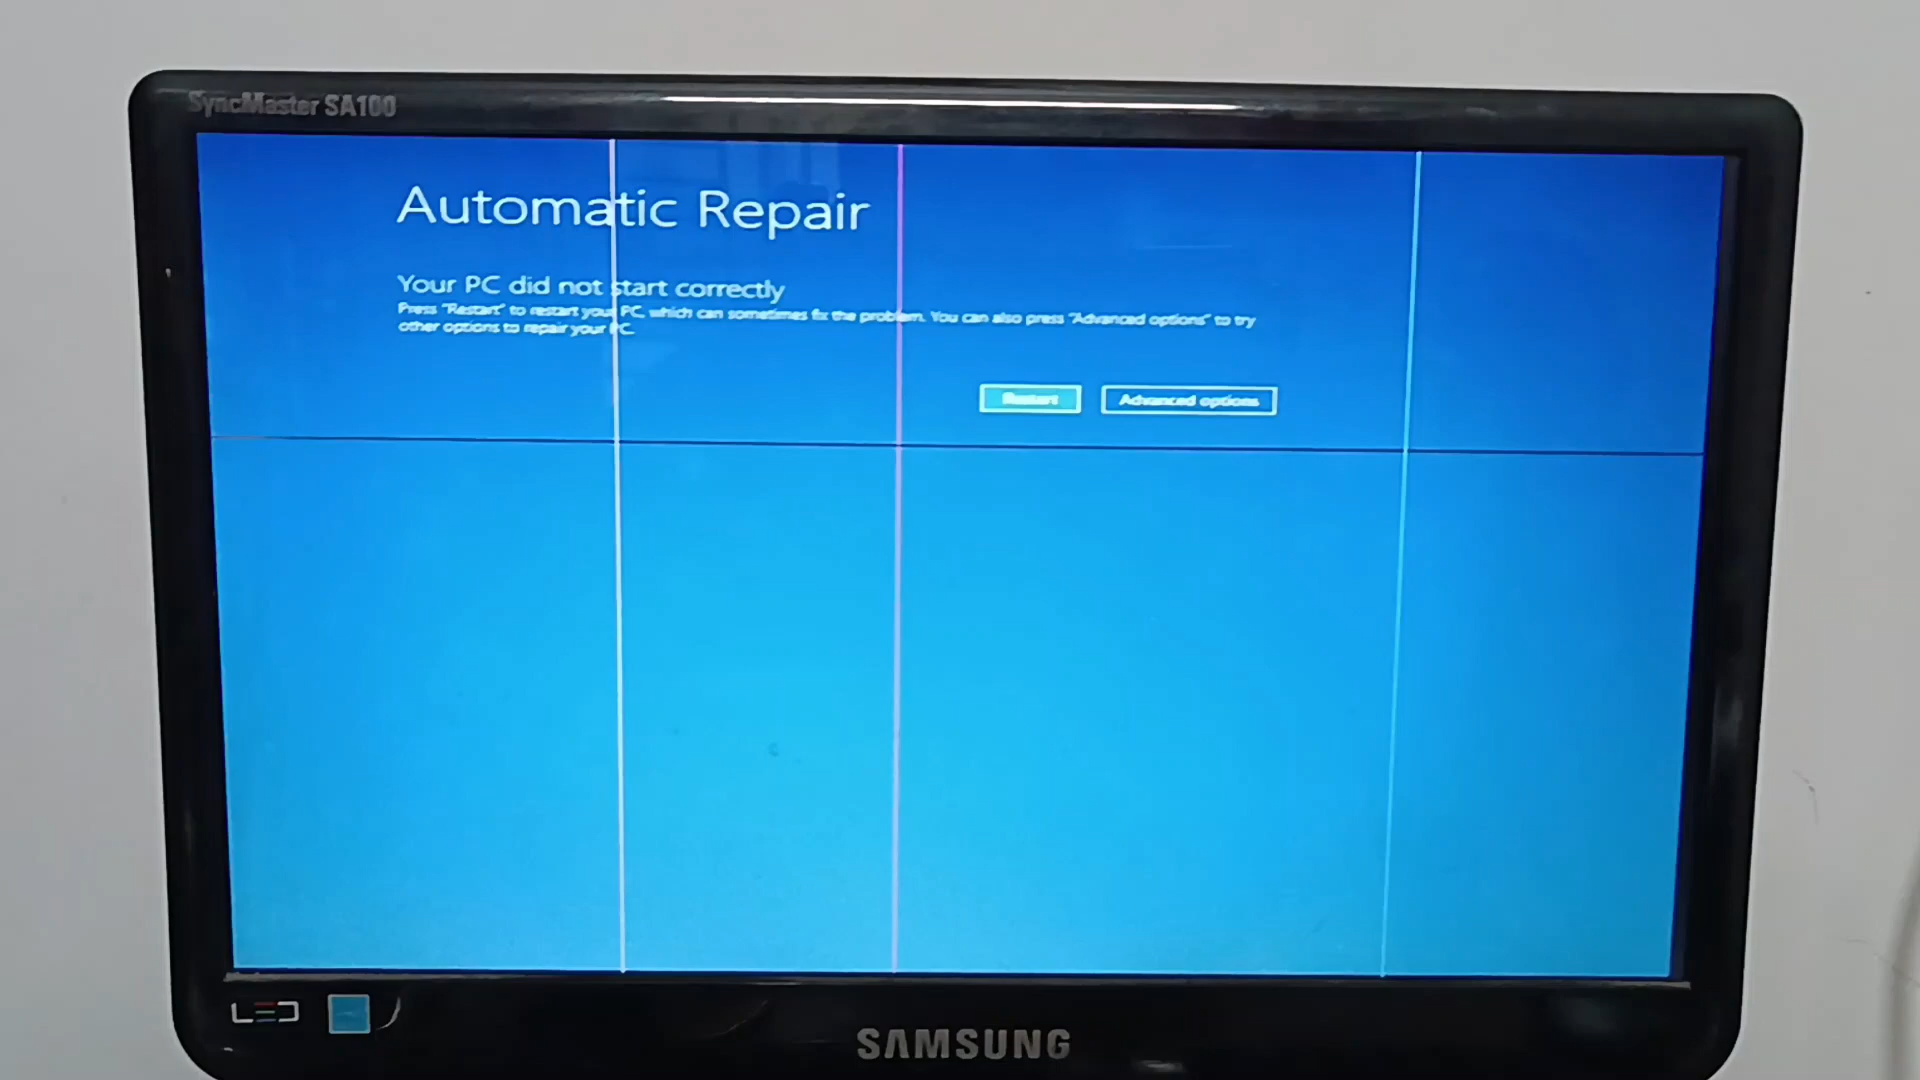 SyncMaster SA100
Automatic Repair
Your PC did not start correctly
Press "Restart" to restart your PC, which can sometimes fix the problem. You can also press "Advanced options" to try
other options to repair your PC.
Restart
Advanced options
LED
SAMSUNG